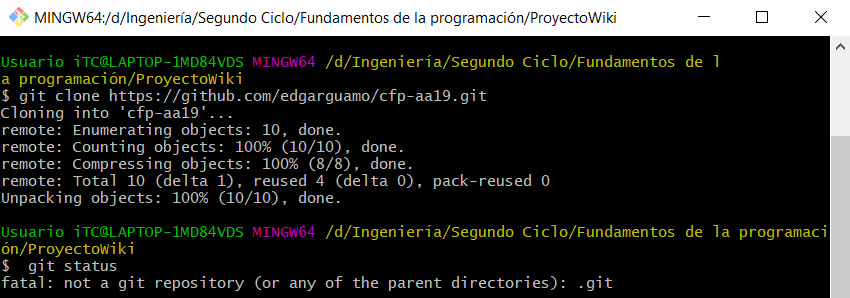 MINGW64:/d/Ingeniería/Segundo Ciclo/Fundamentos de la programación/ProyectoWiki
Usuario iTC@LAPTOP-1MD84VDS MINGW64 /d/Ingeniería/Segundo Ciclo/Fundamentos de l
a programación/ProyectoWiki
$ git clone https://github.com/edgarguamo/cfp-aa19.git
Cloning into 'cfp-aa19'...
remote: Enumerating objects: 10, done.
remote: Counting objects: 100% (10/10), done.
remote: Compressing objects: 100% (8/8), done.
remote: Total 10 (delta 1), reused 4 (delta 0), pack-reused 0
Unpacking objects: 100% (10/10), done.
Usuario iTC@LAPTOP-1MD84VDS MINGW64 /d/Ingeniería/Segundo Ciclo/Fundamentos de la programaci
ón/ProyectoWiki
$  git status
fatal: not a git repository (or any of the parent directories): .git